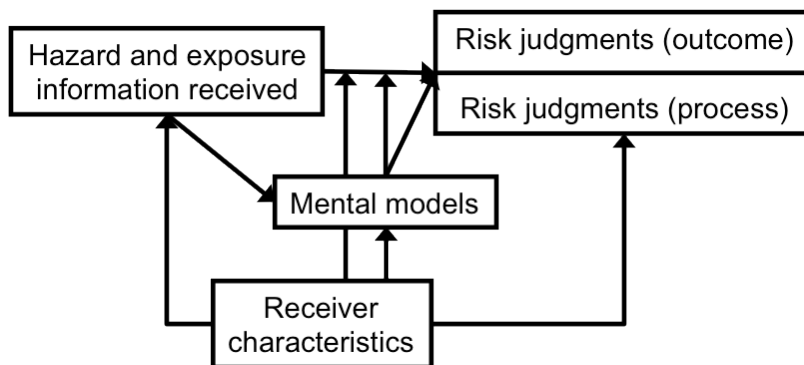 Hazard and exposure
information received
Risk judgments (outcome)
Risk judgments (process)
Mental models
Receiver
characteristics